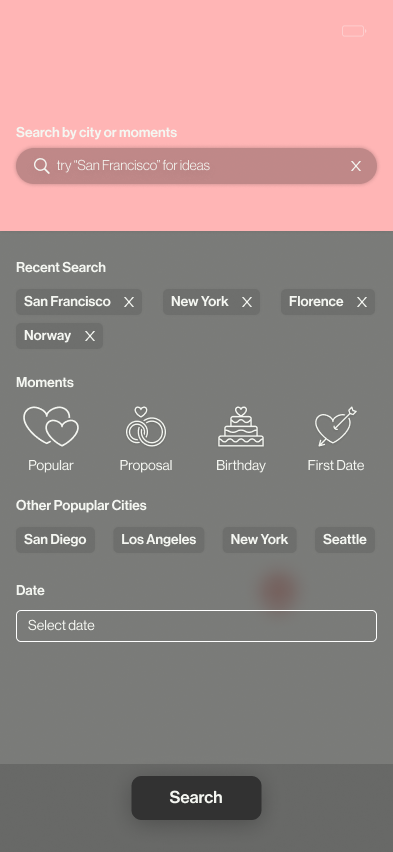 Search by city or moments
try “San Francisco” for ideas
Recent Search
San Francisco New York Florence
Norway
Moments
Popular Proposal Birthday First Date
Other Popuplar Cities
San Diego Los Angeles New York Seattle
Date
Select date
Search